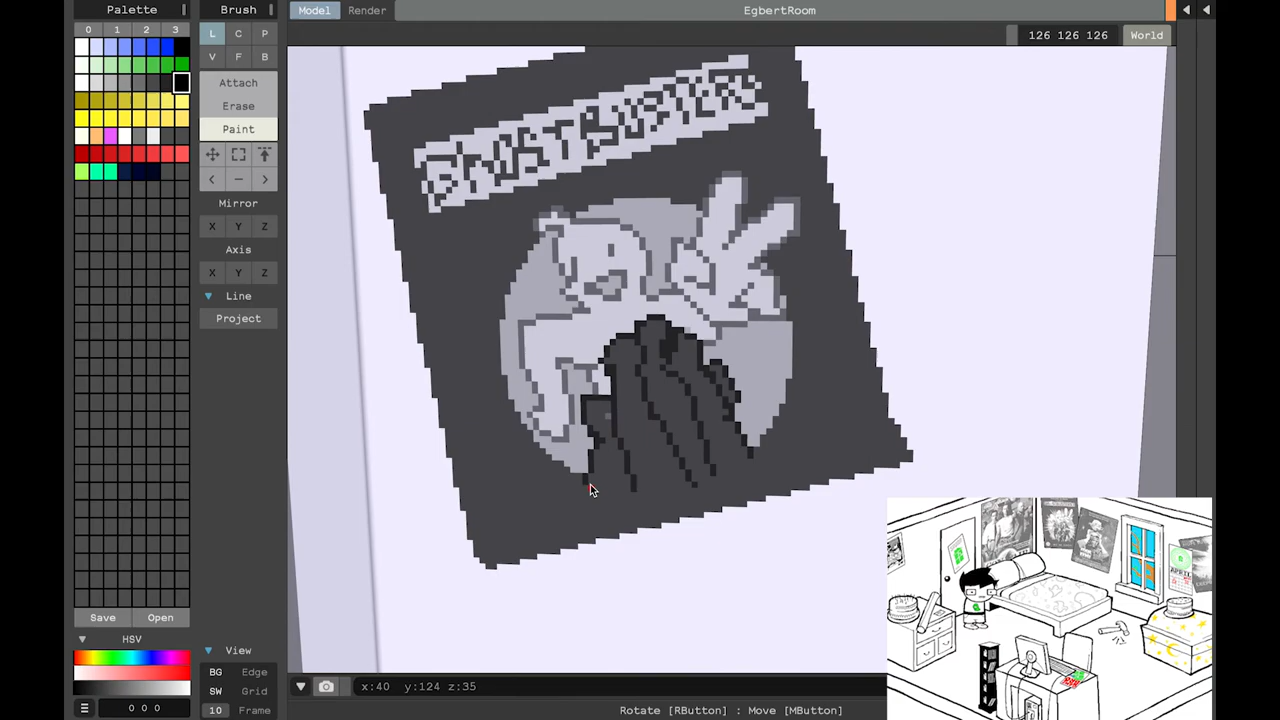 Palette
Brush
Model
Render
EgbertRoom
0 1 2 3
L C P
V F B
126 126 126
World
Attach
Erase
Paint
< — >
Mirror
X Y Z
Axis
X Y Z
Line
Project
GHOSTBUSTERS
Save
Open
HSV
View
BG Edge
SW Grid
10 Frame
0 0 0
x:40 y:124 z:35
Rotate [RButton] : Move [MButton]
APRIL